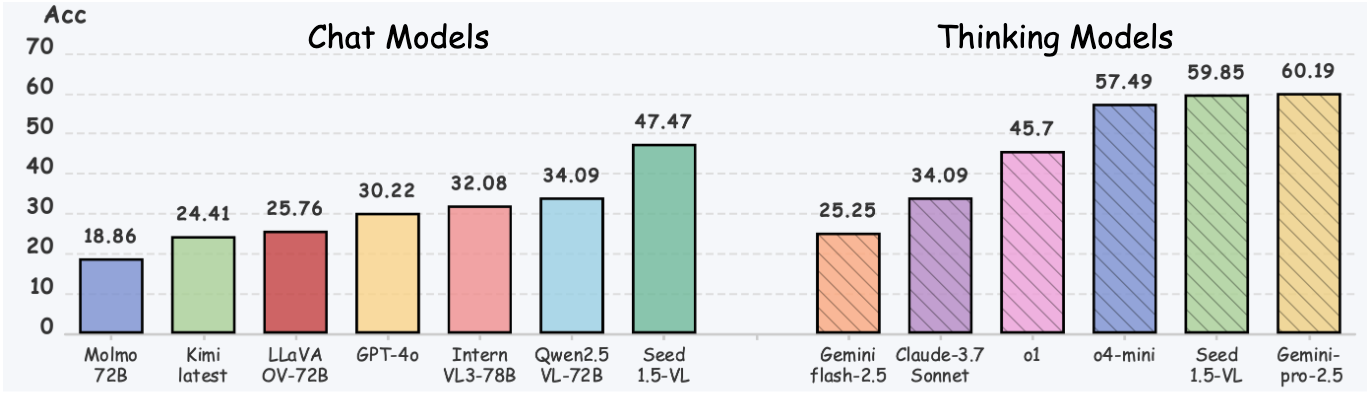 Acc
Chat Models
Thinking Models
70
60
50
40
30
20
10
0
18.86
24.41
25.76
30.22
32.08
34.09
47.47
25.25
34.09
45.7
57.49
59.85
60.19
Molmo
72B
Kimi
latest
LLaVA
OV-72B
GPT-4o
Intern
VL3-78B
Qwen2.5
VL-72B
Seed
1.5-VL
Gemini
flash-2.5
Claude-3.7
Sonnet
o1
o4-mini
Seed
1.5-VL
Gemini-
pro-2.5